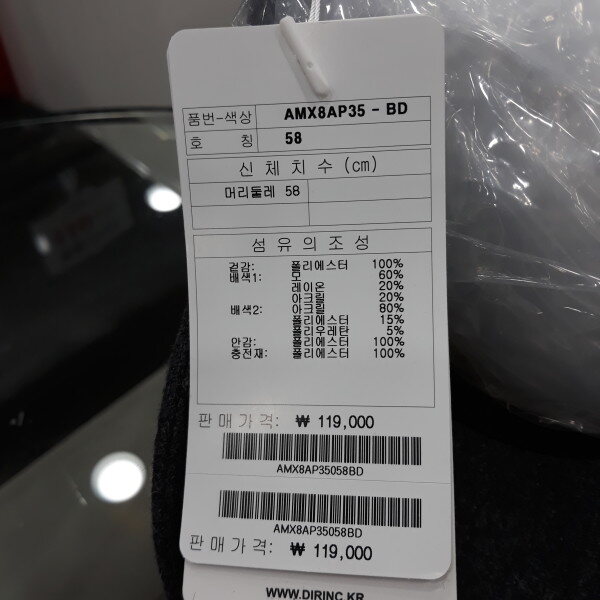 품번-색상 AMX8AP35 - BD
호 칭 58
신 체 치 수 (cm)
머리둘레 58
섬 유 의 조 성
겉감: 폴리에스터 100%
배색1: 모 60%
레이온 20%
아크릴 20%
배색2: 아크릴 80%
폴리에스터 15%
폴리우레탄 5%
안감: 폴리에스터 100%
충전재: 폴리에스터 100%
판 매 가 격: ₩ 119,000
AMX8AP35058BD
AMX8AP35058BD
판 매 가 격: ₩ 119,000
WWW.DIRINC.KR